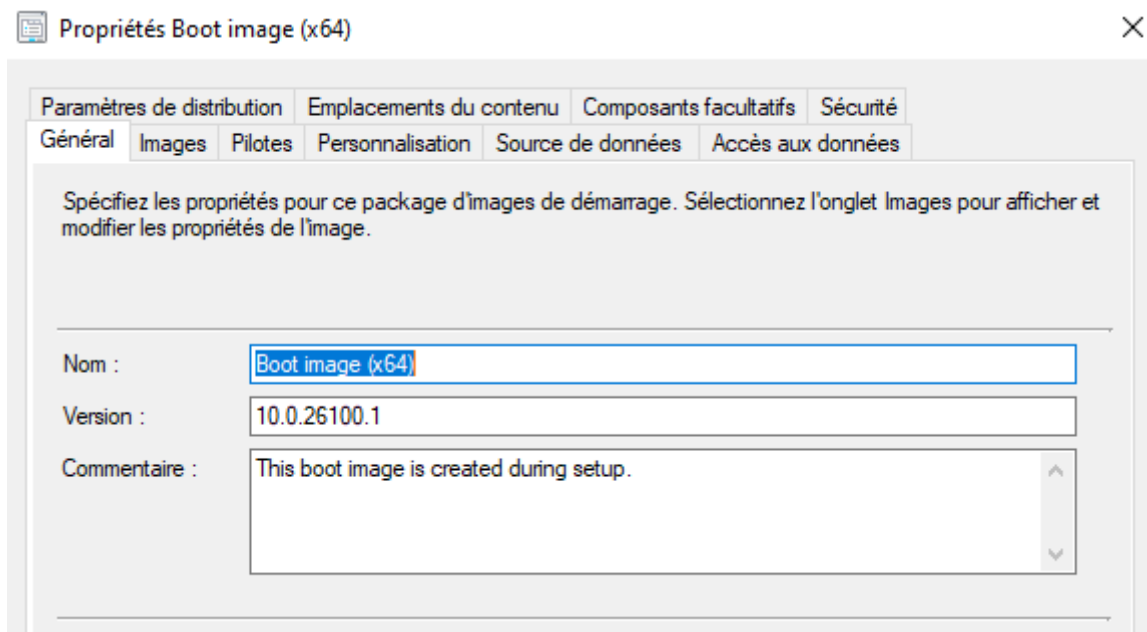 Propriétés Boot image (x64)
Paramètres de distribution Emplacements du contenu Composants facultatifs Sécurité
Général Images Pilotes Personnalisation Source de données Accès aux données
Spécifiez les propriétés pour ce package d'images de démarrage. Sélectionnez l'onglet Images pour afficher et
modifier les propriétés de l'image.
Nom : Boot image (x64)
Version : 10.0.26100.1
Commentaire : This boot image is created during setup.